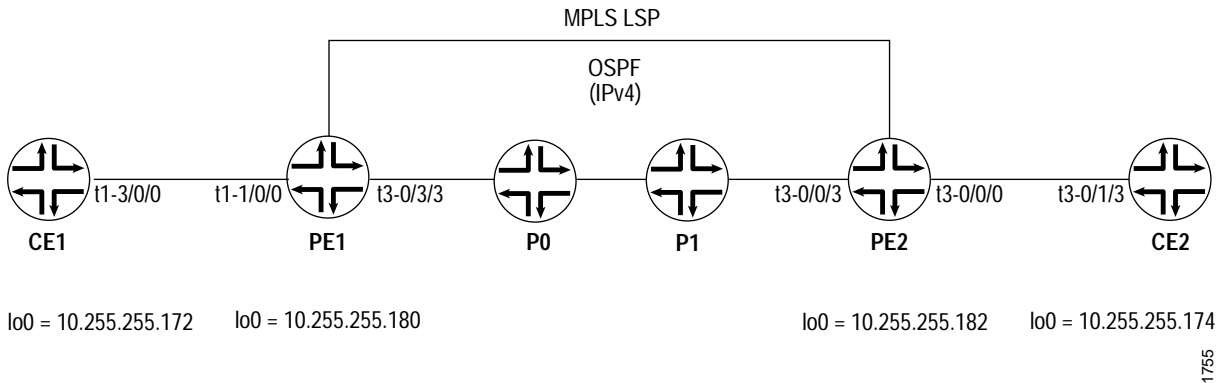 MPLS LSP
OSPF
(IPv4)
t1-3/0/0
t1-1/0/0
t3-0/3/3
t3-0/0/3
t3-0/0/0
t3-0/1/3
CE1
PE1
P0
P1
PE2
CE2
lo0 = 10.255.255.172
lo0 = 10.255.255.180
lo0 = 10.255.255.182
lo0 = 10.255.255.174
1755